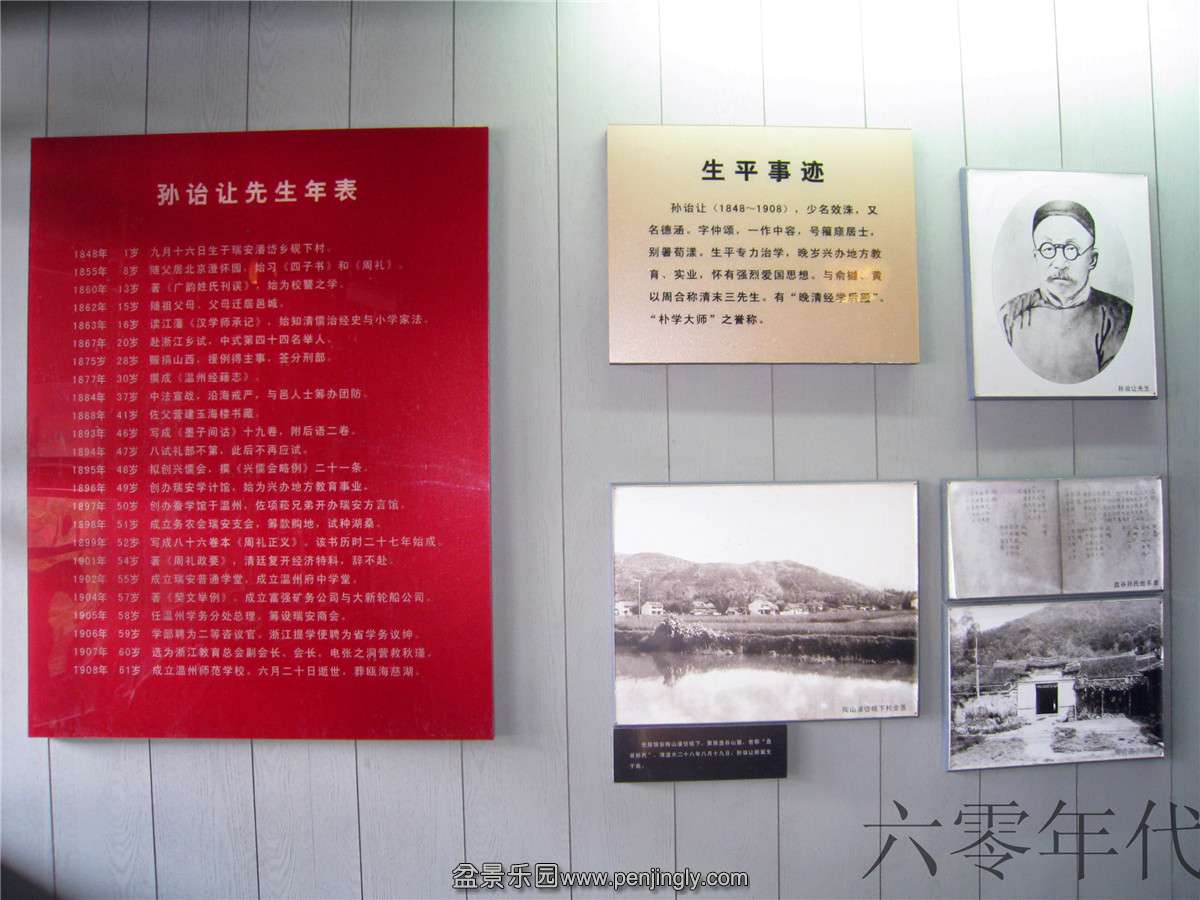 孙诒让先生年表
1848年 1岁 九月十六日生于瑞安潘岱乡砚下村。
1855年 8岁 随父居北京澄怀园，始习《四子书》和《周礼》。
1860年 13岁 著《广韵姓氏刊误》，始为校讐之学。
1862年 15岁 随祖父母、父母迁居邑城。
1863年 16岁 读江藩《汉学师承记》，始知清儒治经史与小学家法。
1867年 20岁 赴浙江乡试，中式第四十四名举人。
1875岁 28岁 赈捐山西，援例得主事，签分刑部。
1877年 30岁 撰成《温州经籍志》。
1884年 37岁 中法宣战，沿海戒严，与邑人士筹办团防。
1888年 41岁 佐父营建玉海楼书藏。
1893年 46岁 写成《墨子间诂》十九卷，附后语二卷。
1894年 47岁 八试礼部不第，此后不再应试。
1895年 48岁 拟创兴儒会，撰《兴儒会略例》二十一条。
1896年 49岁 创办瑞安学计馆，始为兴办地方教育事业。
1897年 50岁 创办蚕学馆于温州，佐项菘兄弟开办瑞安方言馆。
1898年 51岁 成立务农会瑞安支会，筹款购地，试种湖桑。
1899年 52岁 写成八十六卷本《周礼正义》，该书历时二十七年始成。
1901年 54岁 著《周礼政要》，清廷复开经济特科，辞不赴。
1902年 55岁 成立瑞安普通学堂，成立温州府中学堂。
1904年 57岁 著《契文举例》，成立富强矿务公司与大新轮船公司。
1905年 58岁 任温州学务分处总理，筹设瑞安商会。
1906年 59岁 学部聘为二等咨议官，浙江提学使聘为省学务议绅。
1907年 60岁 选为浙江教育总会副会长、会长，电张之洞营救秋瑾。
1908年 61岁 成立温州师范学校，六月二十日逝世，葬瓯海慈湖。
生平事迹
孙诒让（1848～1908），少名效洙，又
名德涵。字仲颂，一作中容，号籀庼居士，
别署荀漾。生平专力治学，晚岁兴办地方教
育、实业，怀有强烈爱国思想。与俞樾、黄
以周合称清末三先生。有“晚清经学后殿”。
“朴学大师”之誉称。
孙诒让先生
六零年代
盆景乐园www.penjingly.com